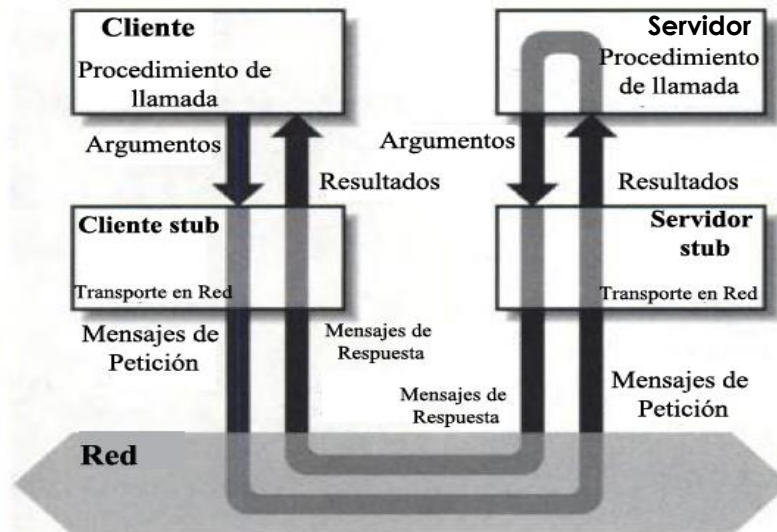 Cliente
Procedimiento de
llamada
Servidor
Procedimiento
de llamada
Argumentos
Resultados
Argumentos
Resultados
Cliente stub
Transporte en Red
Servidor
stub
Transporte en Red
Mensajes de
Petición
Mensajes de
Respuesta
Mensajes de
Respuesta
Mensajes de
Petición
Red